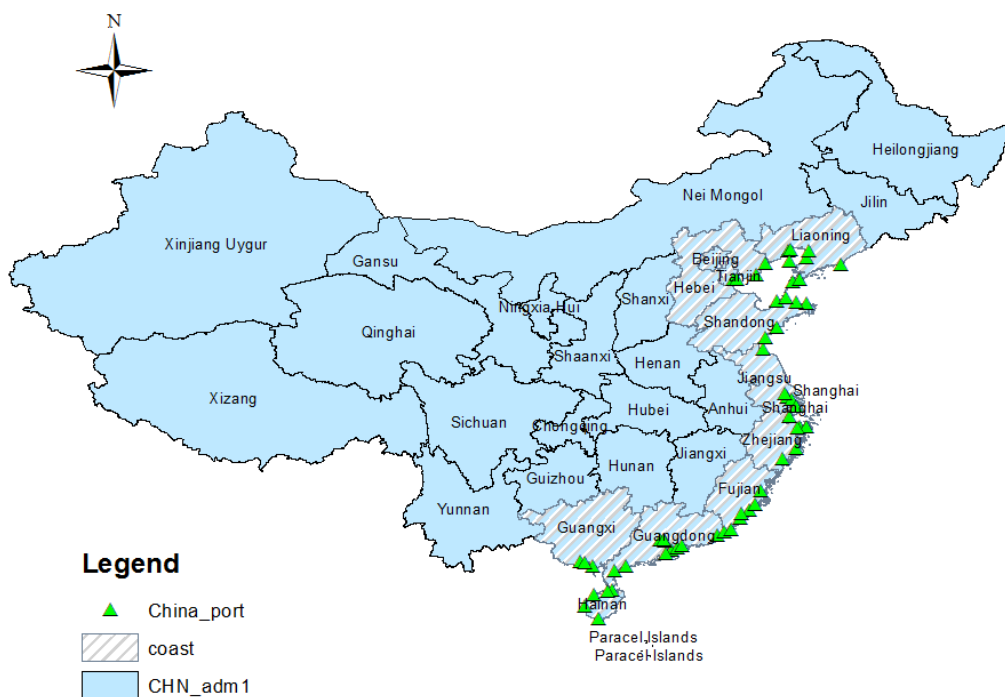 N
Heilongjiang
Nei Mongol
Jilin
Xinjiang Uygur
Liaoning
Gansu
Beijing
Tianjin
Hebei
Shanxi
Ningxia Hui
Qinghai
Shandong
Shaanxi
Henan
Jiangsu
Shanghai
Xizang
Shanghai
Hubei
Anhui
Sichuan
Chongqing
Zhejiang
Jiangxi
Hunan
Guizhou
Fujian
Yunnan
Guangxi
Guangdong
Hainan
Paracel Islands
Paracel Islands
Legend
China_port
coast
CHN_adm1